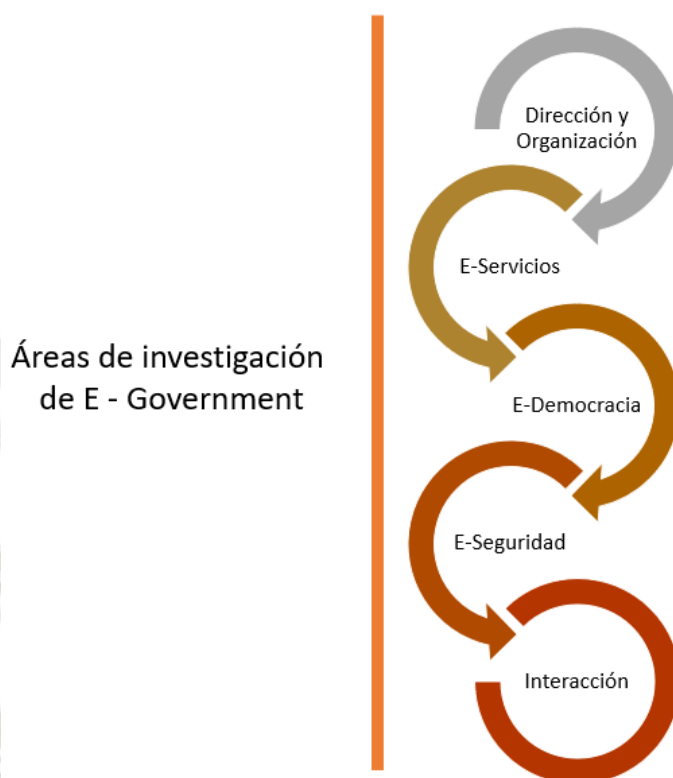 Áreas de investigación
de E - Government
Dirección y
Organización
E-Servicios
E-Democracia
E-Seguridad
Interacción